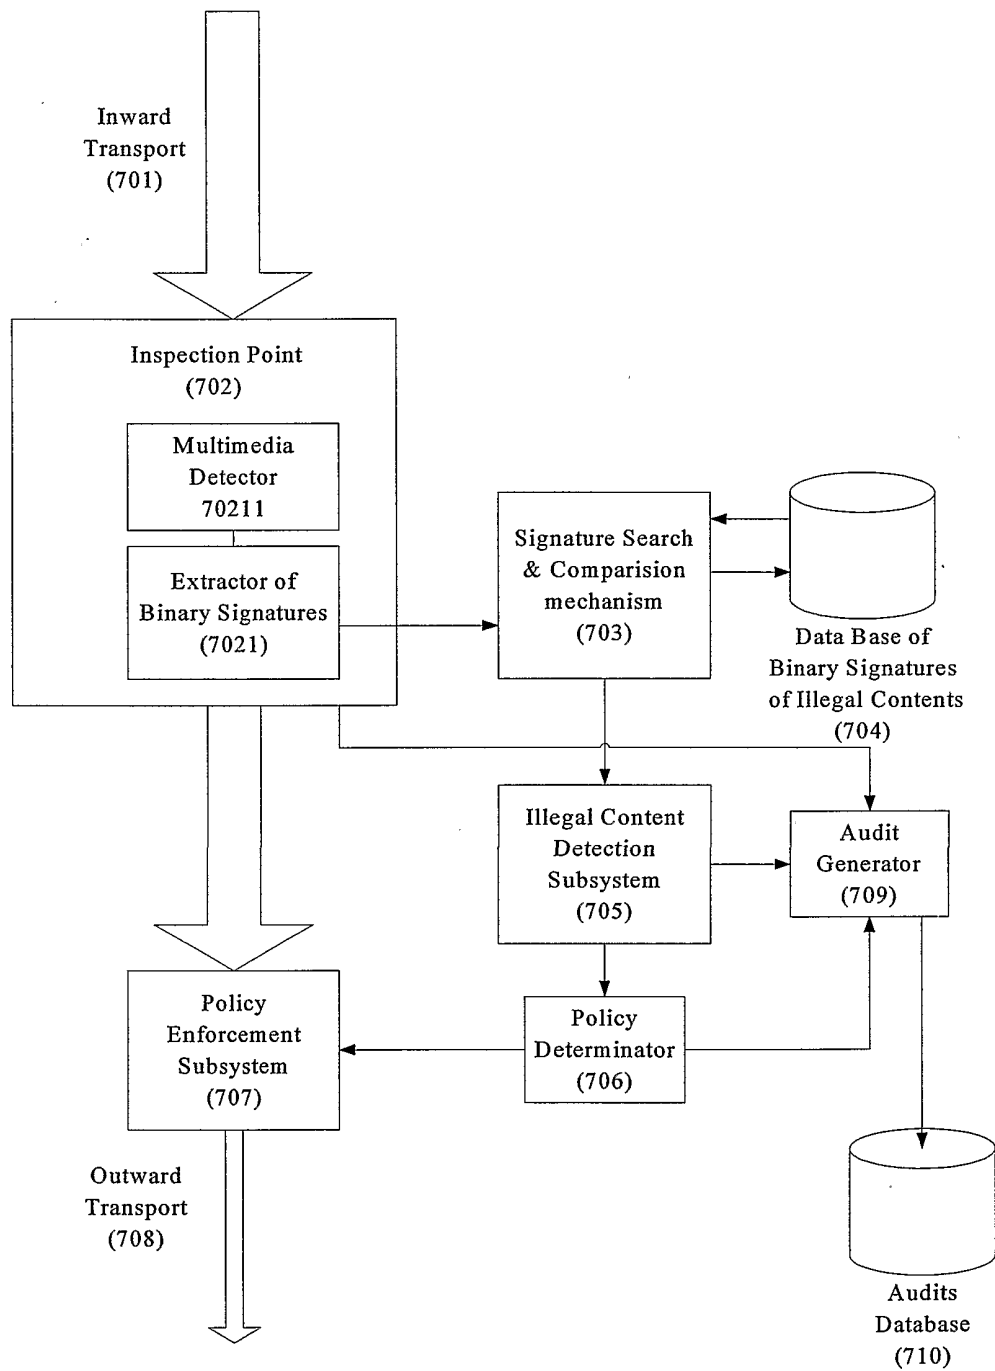 Inward
Transport
(701)
Inspection Point
(702)
Multimedia
Detector
70211
Extractor of
Binary Signatures
(7021)
Signature Search
& Comparision
mechanism
(703)
Data Base of
Binary Signatures
of Illegal Contents
(704)
Illegal Content
Detection
Subsystem
(705)
Audit
Generator
(709)
Policy
Enforcement
Subsystem
(707)
Policy
Determinator
(706)
Outward
Transport
(708)
Audits
Database
(710)